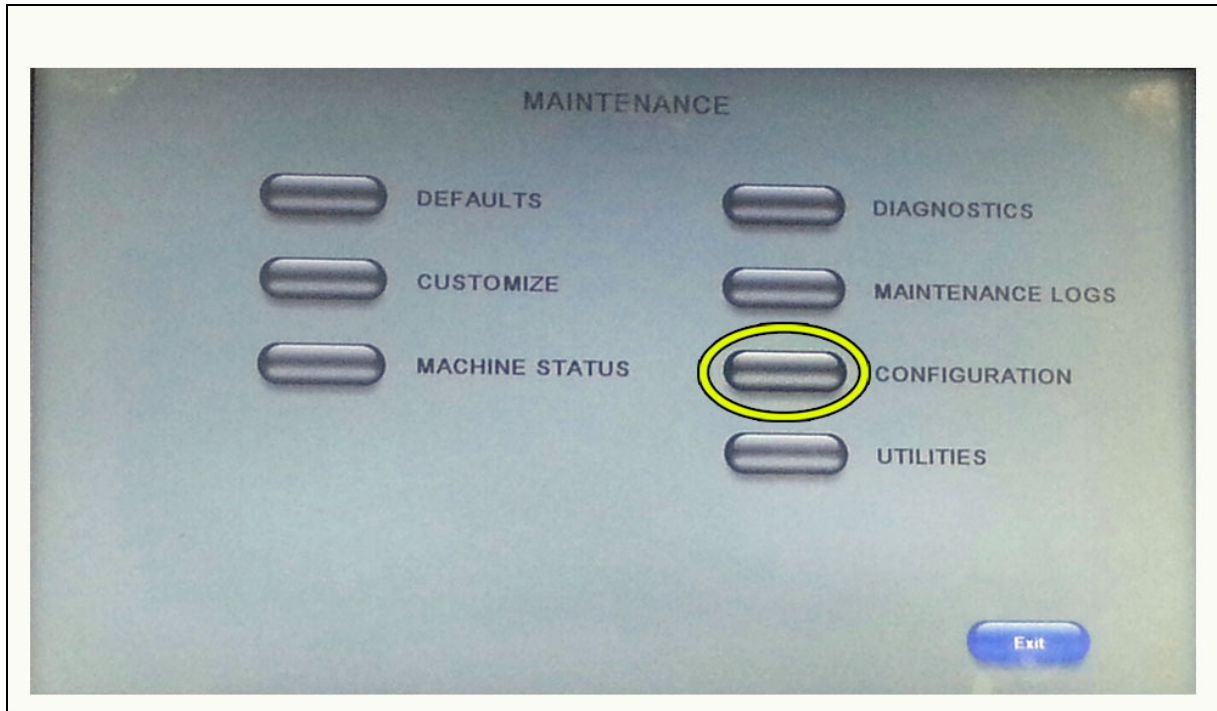 MAINTENANCE
DEFAULTS
CUSTOMIZE
MACHINE STATUS
DIAGNOSTICS
MAINTENANCE LOGS
CONFIGURATION
UTILITIES
Exit